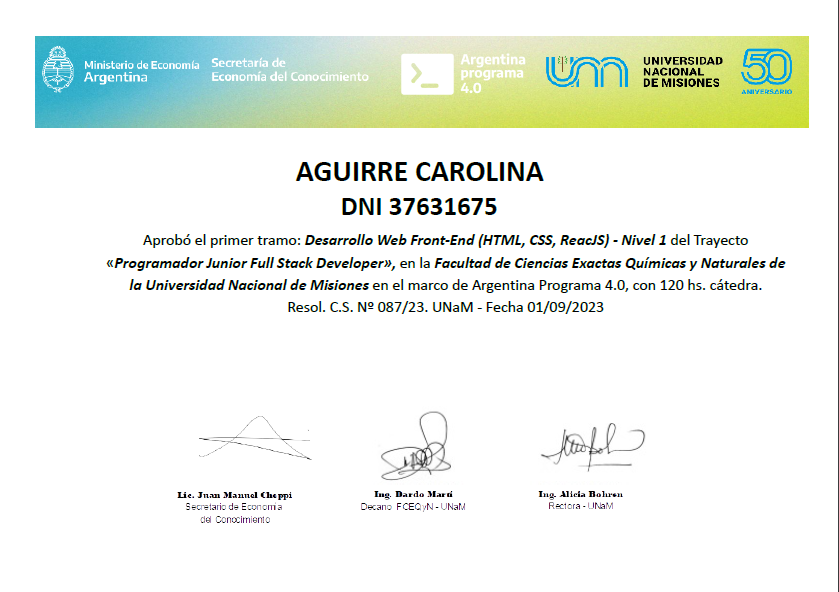 Ministerio de Economía
Argentina
Secretaría de
Economía del Conocimiento
Argentina
programa
4.0
unm
UNIVERSIDAD
NACIONAL
DE MISIONES
50
ANIVERSARIO
AGUIRRE CAROLINA
DNI 37631675
Aprobó el primer tramo: Desarrollo Web Front-End (HTML, CSS, ReacJS) - Nivel 1 del Trayecto
«Programador Junior Full Stack Developer», en la Facultad de Ciencias Exactas Químicas y Naturales de
la Universidad Nacional de Misiones en el marco de Argentina Programa 4.0, con 120 hs. cátedra.
Resol. C.S. Nº 087/23. UNaM - Fecha 01/09/2023
Lic. Juan Manuel Cheppi
Secretario de Economía
del Conocimiento
Ing. Dardo Martí
Decano FCEQyN - UNaM
Ing. Alicia Bohren
Rectora - UNaM